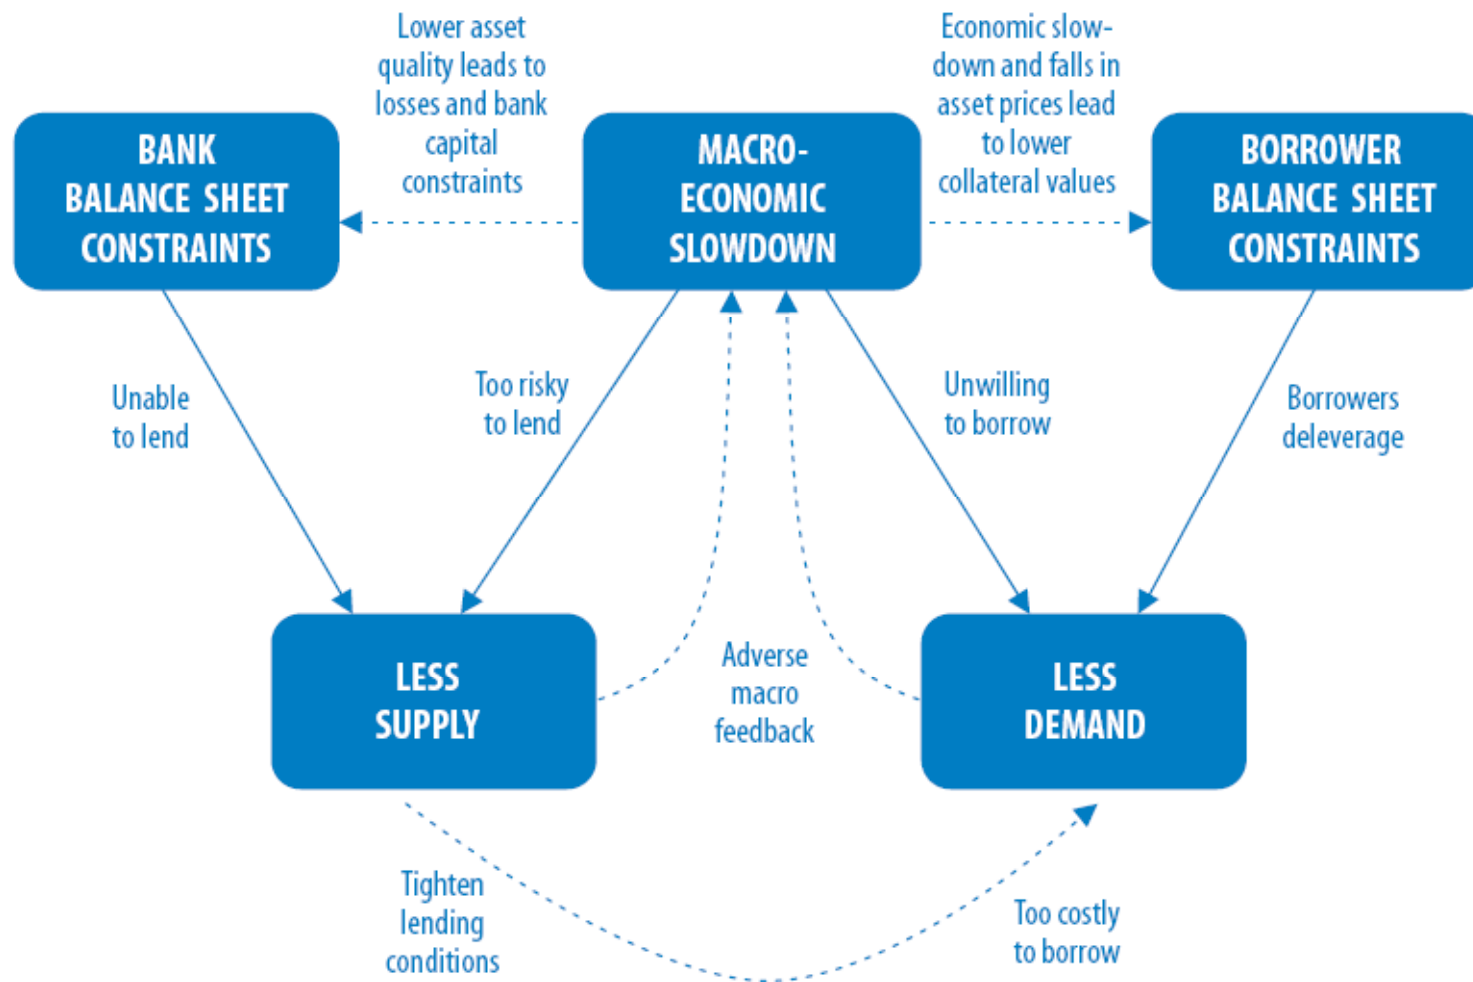 Lower asset
quality leads to
losses and bank
capital
constraints
Economic slow-
down and falls in
asset prices lead
to lower
collateral values
BANK
BALANCE SHEET
CONSTRAINTS
MACRO-
ECONOMIC
SLOWDOWN
BORROWER
BALANCE SHEET
CONSTRAINTS
Unable
to lend
Too risky
to lend
Unwilling
to borrow
Borrowers
deleverage
LESS
SUPPLY
Adverse
macro
feedback
LESS
DEMAND
Tighten
lending
conditions
Too costly
to borrow